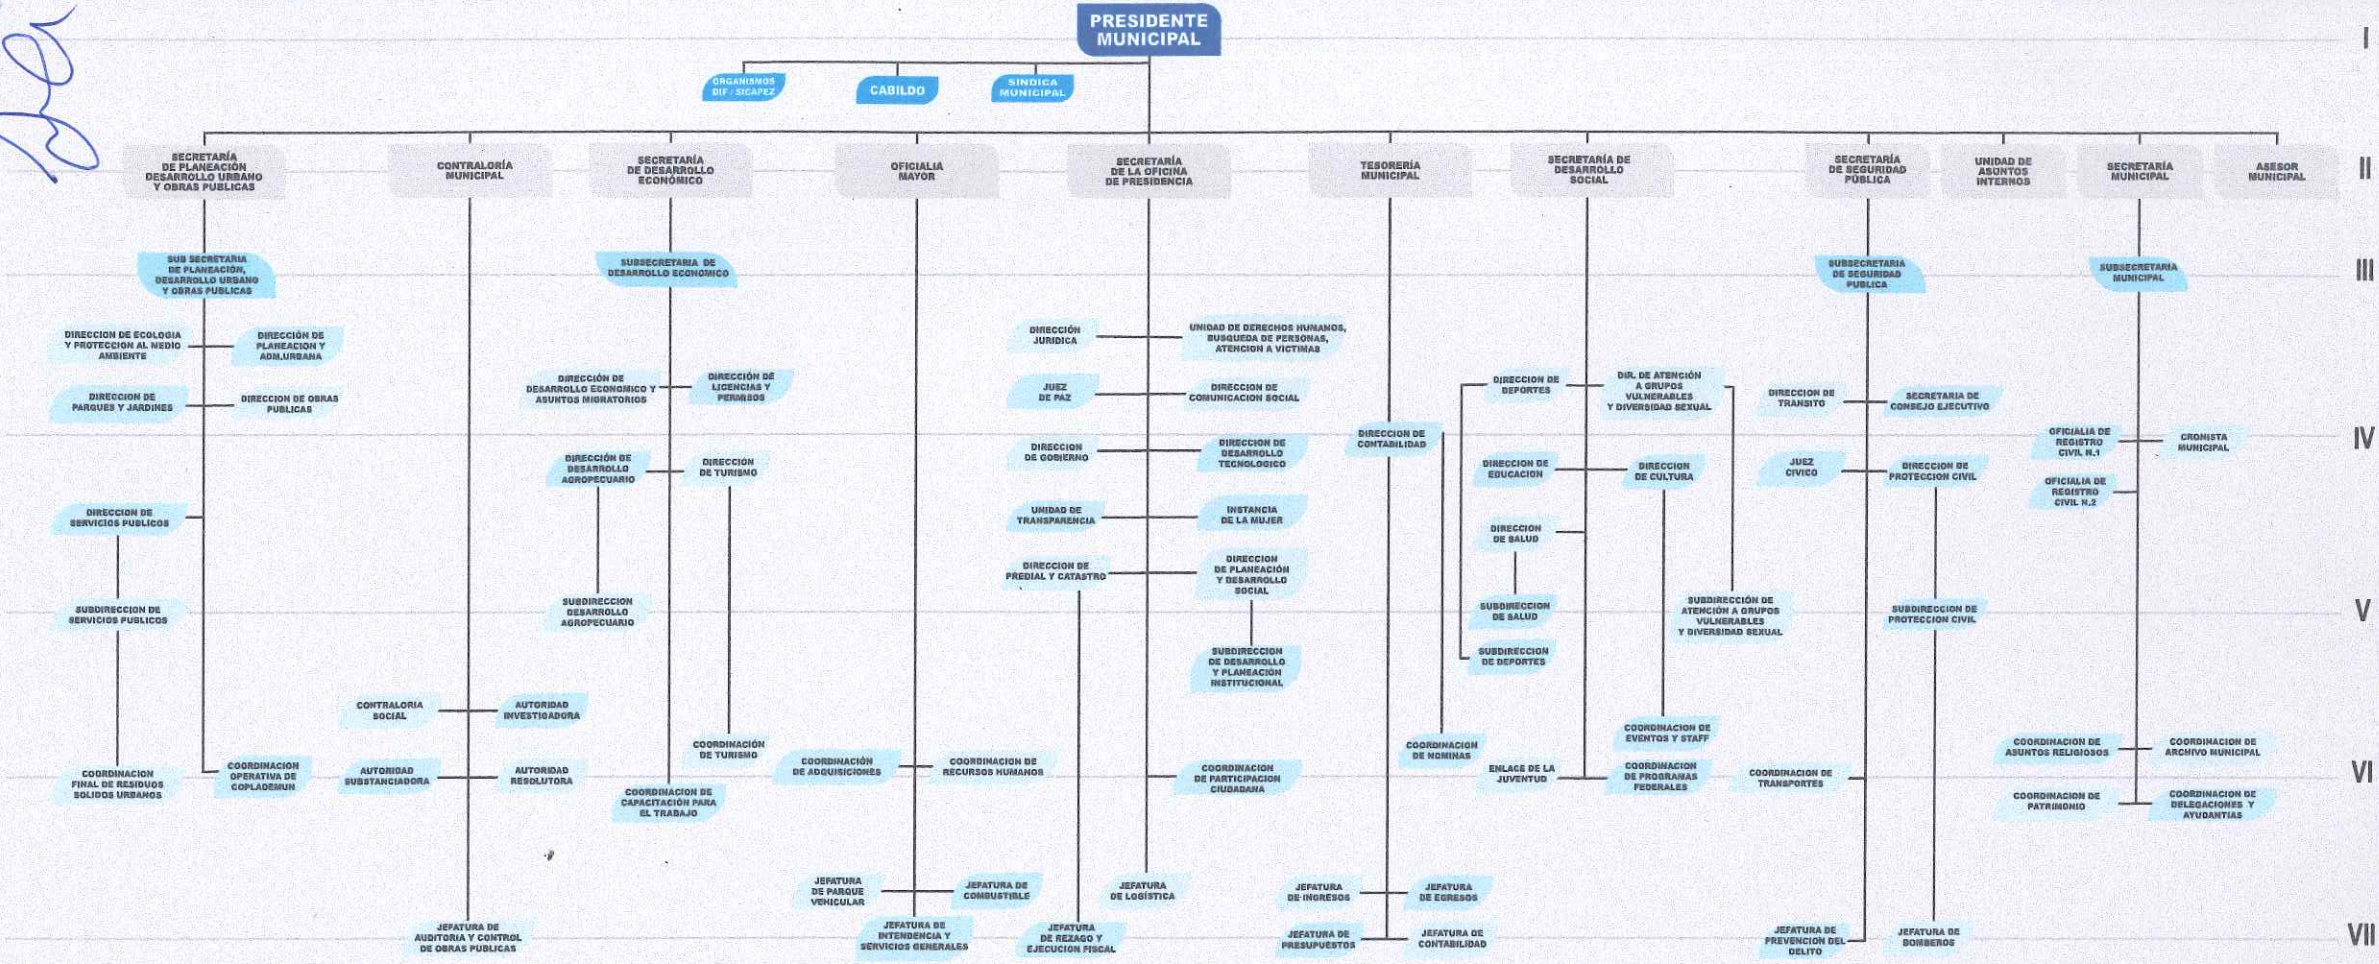 PRESIDENTE
MUNICIPAL
I
ORGANISMOS
DIF / SICAPEZ
CABILDO
SINDICA
MUNICIPAL
SECRETARÍA
DE PLANEACIÓN
DESARROLLO URBANO
Y OBRAS PUBLICAS
CONTRALORÍA
MUNICIPAL
SECRETARÍA
DE DESARROLLO
ECONÓMICO
OFICIALIA
MAYOR
SECRETARÍA
DE LA OFICINA
DE PRESIDENCIA
TESORERÍA
MUNICIPAL
SECRETARÍA DE
DESARROLLO
SOCIAL
SECRETARÍA
DE SEGURIDAD
PÚBLICA
UNIDAD DE
ASUNTOS
INTERNOS
SECRETARÍA
MUNICIPAL
ASESOR
MUNICIPAL
II
SUB SECRETARIA
DE PLANEACIÓN,
DESARROLLO URBANO
Y OBRAS PUBLICAS
SUBSECRETARIA DE
DESARROLLO ECONOMICO
SUBSECRETARIA
DE SEGURIDAD
PUBLICA
SUBSECRETARIA
MUNICIPAL
III
DIRECCION DE ECOLOGIA
Y PROTECCION AL MEDIO
AMBIENTE
DIRECCIÓN DE
PLANEACION Y
ADM.URBANA
DIRECCION DE
PARQUES Y JARDINES
DIRECCION DE OBRAS
PUBLICAS
DIRECCIÓN DE
DESARROLLO ECONOMICO Y
ASUNTOS MIGRATORIOS
DIRECCIÓN DE
LICENCIAS Y
PERMISOS
DIRECCIÓN
JURIDICA
UNIDAD DE DERECHOS HUMANOS,
BUSQUEDA DE PERSONAS,
ATENCION A VICTIMAS
JUEZ
DE PAZ
DIRECCION DE
COMUNICACION SOCIAL
DIRECCION DE
DEPORTES
DIR. DE ATENCIÓN
A GRUPOS
VULNERABLES
Y DIVERSIDAD SEXUAL
DIRECCION DE
TRANSITO
SECRETARIA DE
CONSEJO EJECUTIVO
DIRECCION
DE GOBIERNO
DIRECCIÓN DE
DESARROLLO
TECNOLOGICO
DIRECCION DE
CONTABILIDAD
OFICIALIA DE
REGISTRO
CIVIL N.1
CRONISTA
MUNICIPAL
IV
DIRECCIÓN DE
DESARROLLO
AGROPECUARIO
DIRECCIÓN
DE TURISMO
DIRECCION DE
EDUCACION
DIRECCION
DE CULTURA
JUEZ
CIVICO
DIRECCIÓN DE
PROTECCION CIVIL
OFICIALIA DE
REGISTRO
CIVIL N.2
DIRECCION DE
SERVICIOS PUBLICOS
UNIDAD DE
TRANSPARENCIA
INSTANCIA
DE LA MUJER
DIRECCION
DE SALUD
DIRECCION DE
PREDIAL Y CATASTRO
DIRECCION
DE PLANEACIÓN
Y DESARROLLO
SOCIAL
SUBDIRECCION DE
SERVICIOS PUBLICOS
SUBDIRECCION
DESARROLLO
AGROPECUARIO
SUBDIRECCION
DE SALUD
SUBDIRECCIÓN DE
ATENCIÓN A GRUPOS
VULNERABLES
Y DIVERSIDAD SEXUAL
SUBDIRECCION DE
PROTECCION CIVIL
V
SUBDIRECCION
DE DESARROLLO
Y PLANEACIÓN
INSTITUCIONAL
SUBDIRECCION
DE DEPORTES
CONTRALORIA
SOCIAL
AUTORIDAD
INVESTIGADORA
COORDINACIÓN
DE TURISMO
COORDINACION
DE NOMINAS
COORDINACION DE
EVENTOS Y STAFF
COORDINACION DE
ASUNTOS RELIGIOSOS
COORDINACION DE
ARCHIVO MUNICIPAL
COORDINACION
FINAL DE RESIDUOS
SOLIDOS URBANOS
COORDINACION
OPERATIVA DE
COPLADEMUN
AUTORIDAD
SUBSTANCIADORA
AUTORIDAD
RESOLUTORA
COORDINACIÓN
DE ADQUISICIONES
COORDINACION DE
RECURSOS HUMANOS
COORDINACION
DE PARTICIPACION
CIUDADANA
ENLACE DE LA
JUVENTUD
COORDINACION
DE PROGRAMAS
FEDERALES
COORDINACION DE
TRANSPORTES
VI
COORDINACION DE
CAPACITACIÓN PARA
EL TRABAJO
COORDINACION DE
PATRIMONIO
COORDINACION DE
DELEGACIONES Y
AYUDANTIAS
JEFATURA
DE PARQUE
VEHICULAR
JEFATURA DE
COMBUSTIBLE
JEFATURA
DE LOGÍSTICA
JEFATURA
DE INGRESOS
JEFATURA
DE EGRESOS
JEFATURA DE
AUDITORIA Y CONTROL
DE OBRAS PUBLICAS
JEFATURA DE
INTENDENCIA Y
SERVICIOS GENERALES
JEFATURA
DE REZAGO Y
EJECUCION FISCAL
JEFATURA DE
PRESUPUESTOS
JEFATURA DE
CONTABILIDAD
JEFATURA DE
PREVENCION DEL
DELITO
JEFATURA DE
BOMBEROS
VII